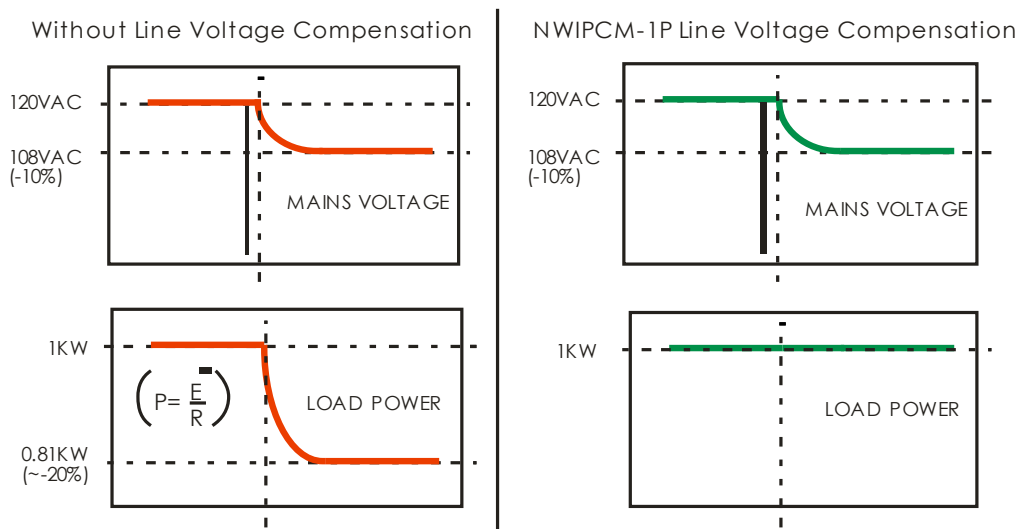 Without Line Voltage Compensation
120VAC
108VAC
(-10%)
MAINS VOLTAGE
1KW
(P= E
R)
LOAD POWER
0.81KW
(~-20%)
NWIPCM-1P Line Voltage Compensation
120VAC
108VAC
(-10%)
MAINS VOLTAGE
1KW
LOAD POWER